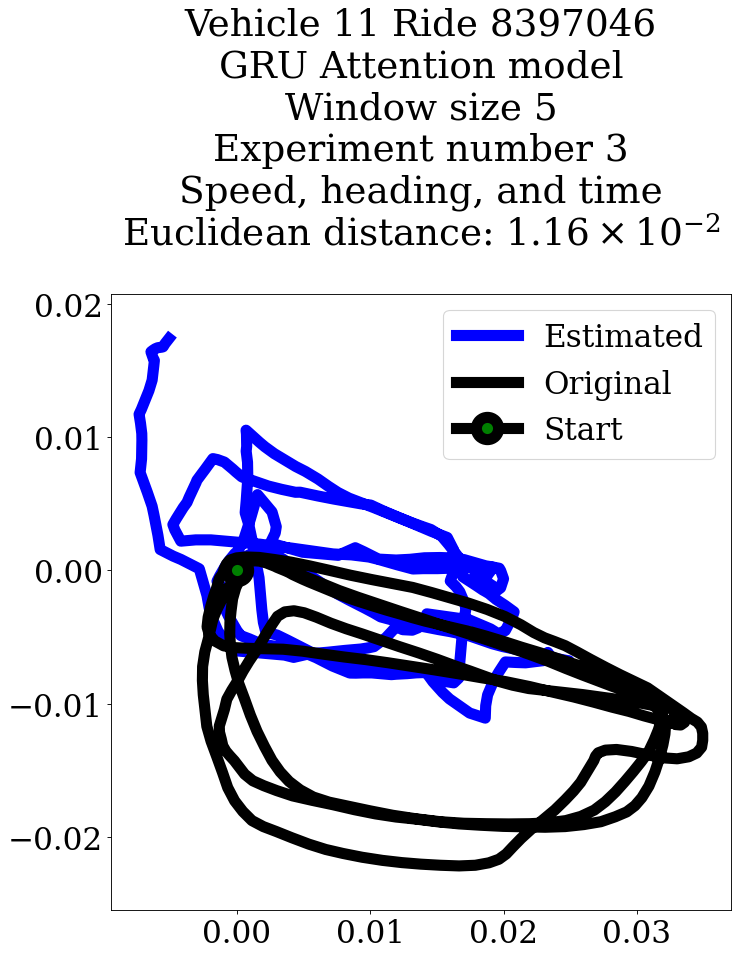 Vehicle 11 Ride 8397046
GRU Attention model
Window size 5
Experiment number 3
Speed, heading, and time
Euclidean distance: 1.16 × 10⁻²
Estimated
Original
Start
0.02
0.01
0.00
−0.01
−0.02
0.00 0.01 0.02 0.03